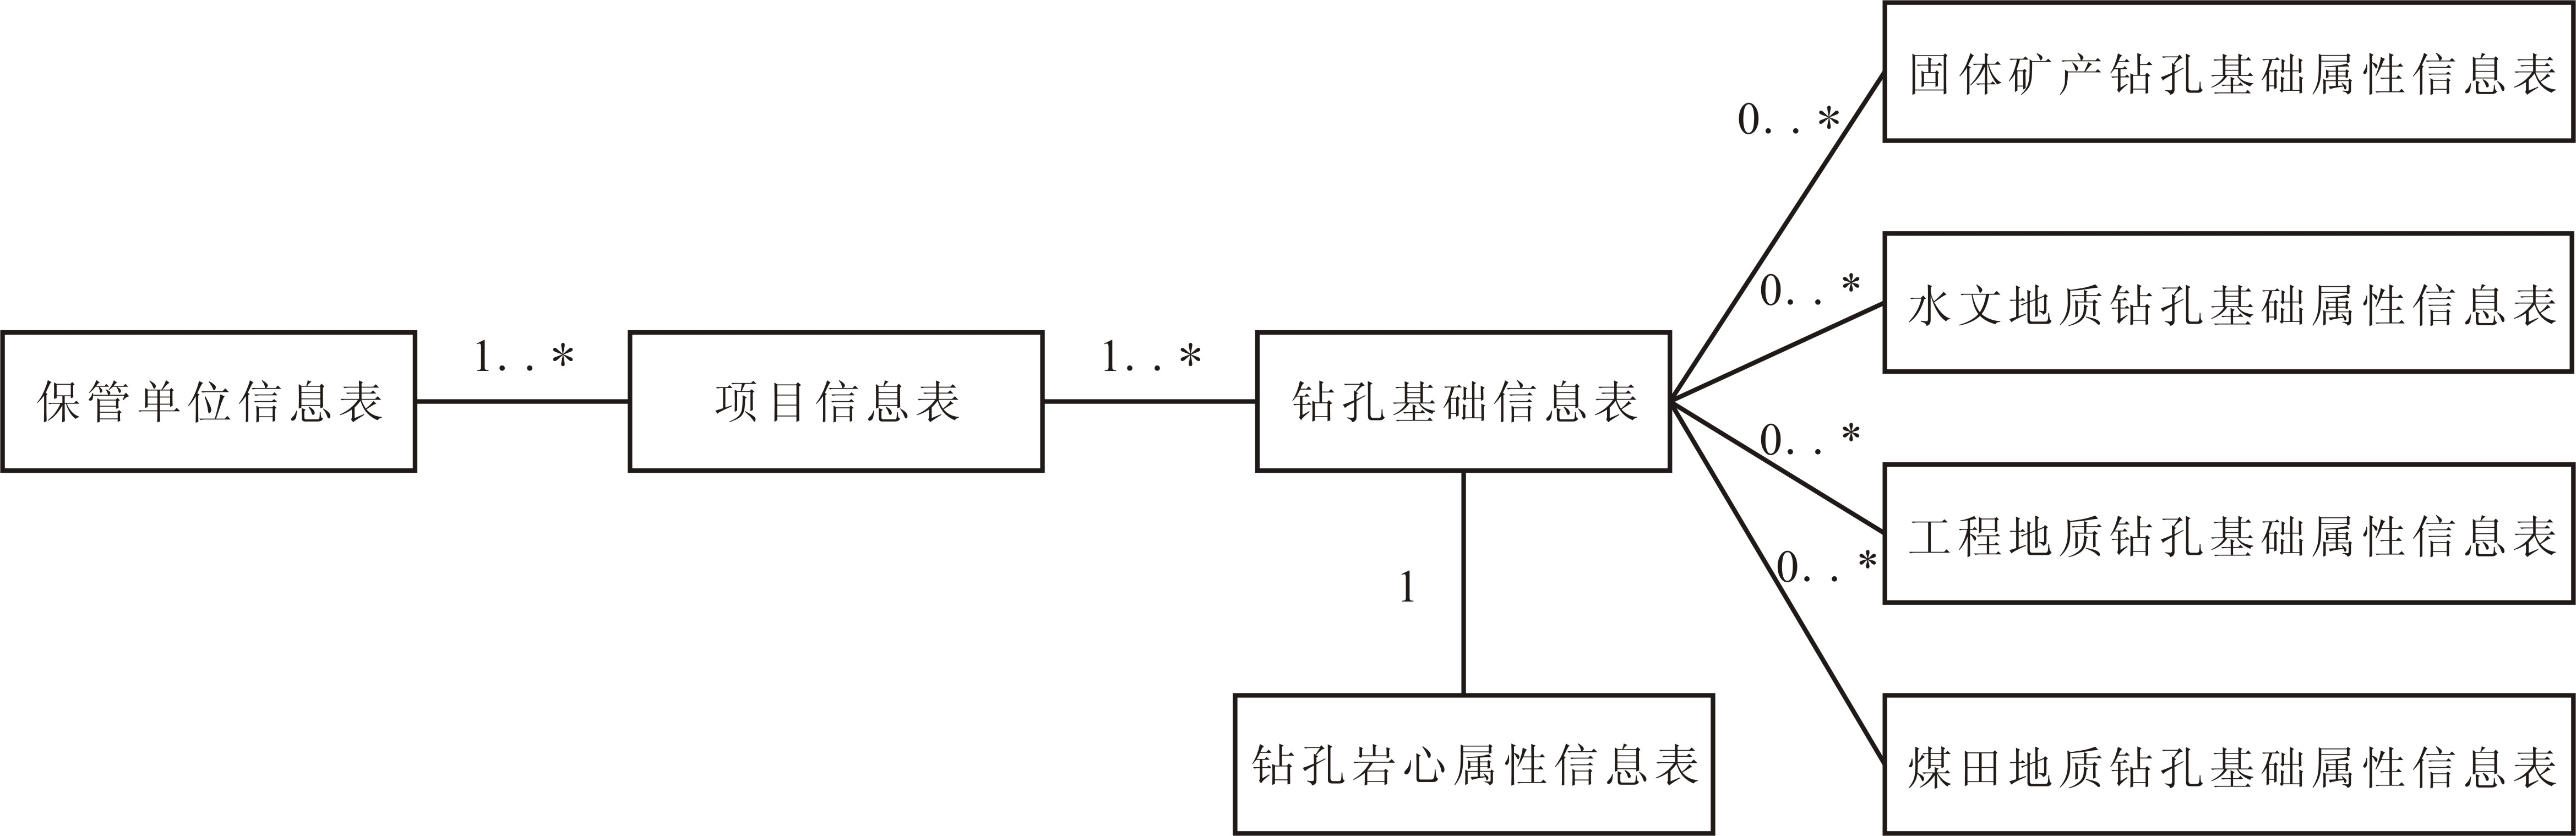 固体矿产钻孔基础属性信息表
0..*
0..*
水文地质钻孔基础属性信息表
保管单位信息表
1..*
项目信息表
1..*
钻孔基础信息表
0..*
工程地质钻孔基础属性信息表
0..*
1
钻孔岩心属性信息表
煤田地质钻孔基础属性信息表